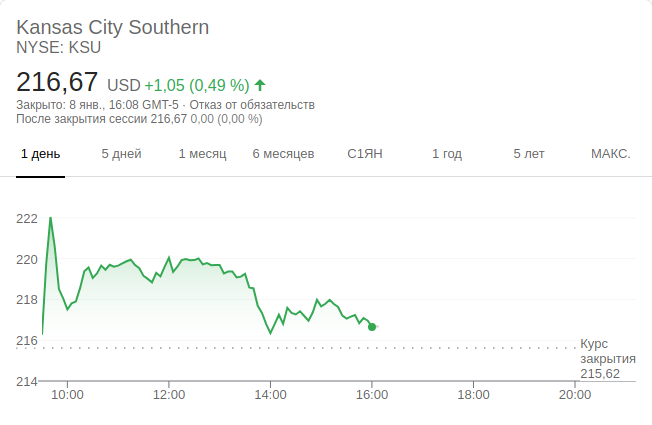 Kansas City Southern
NYSE: KSU
216,67 USD +1,05 (0,49 %)
Закрыто: 8 янв., 16:08 GMT-5 · Отказ от обязательств
После закрытия сессии 216,67 0,00 (0,00 %)
1 день 5 дней 1 месяц 6 месяцев С1ЯН 1 год 5 лет МАКС.
222
220
218
216
Курс
закрытия
215,62
214
10:00 12:00 14:00 16:00 18:00 20:00